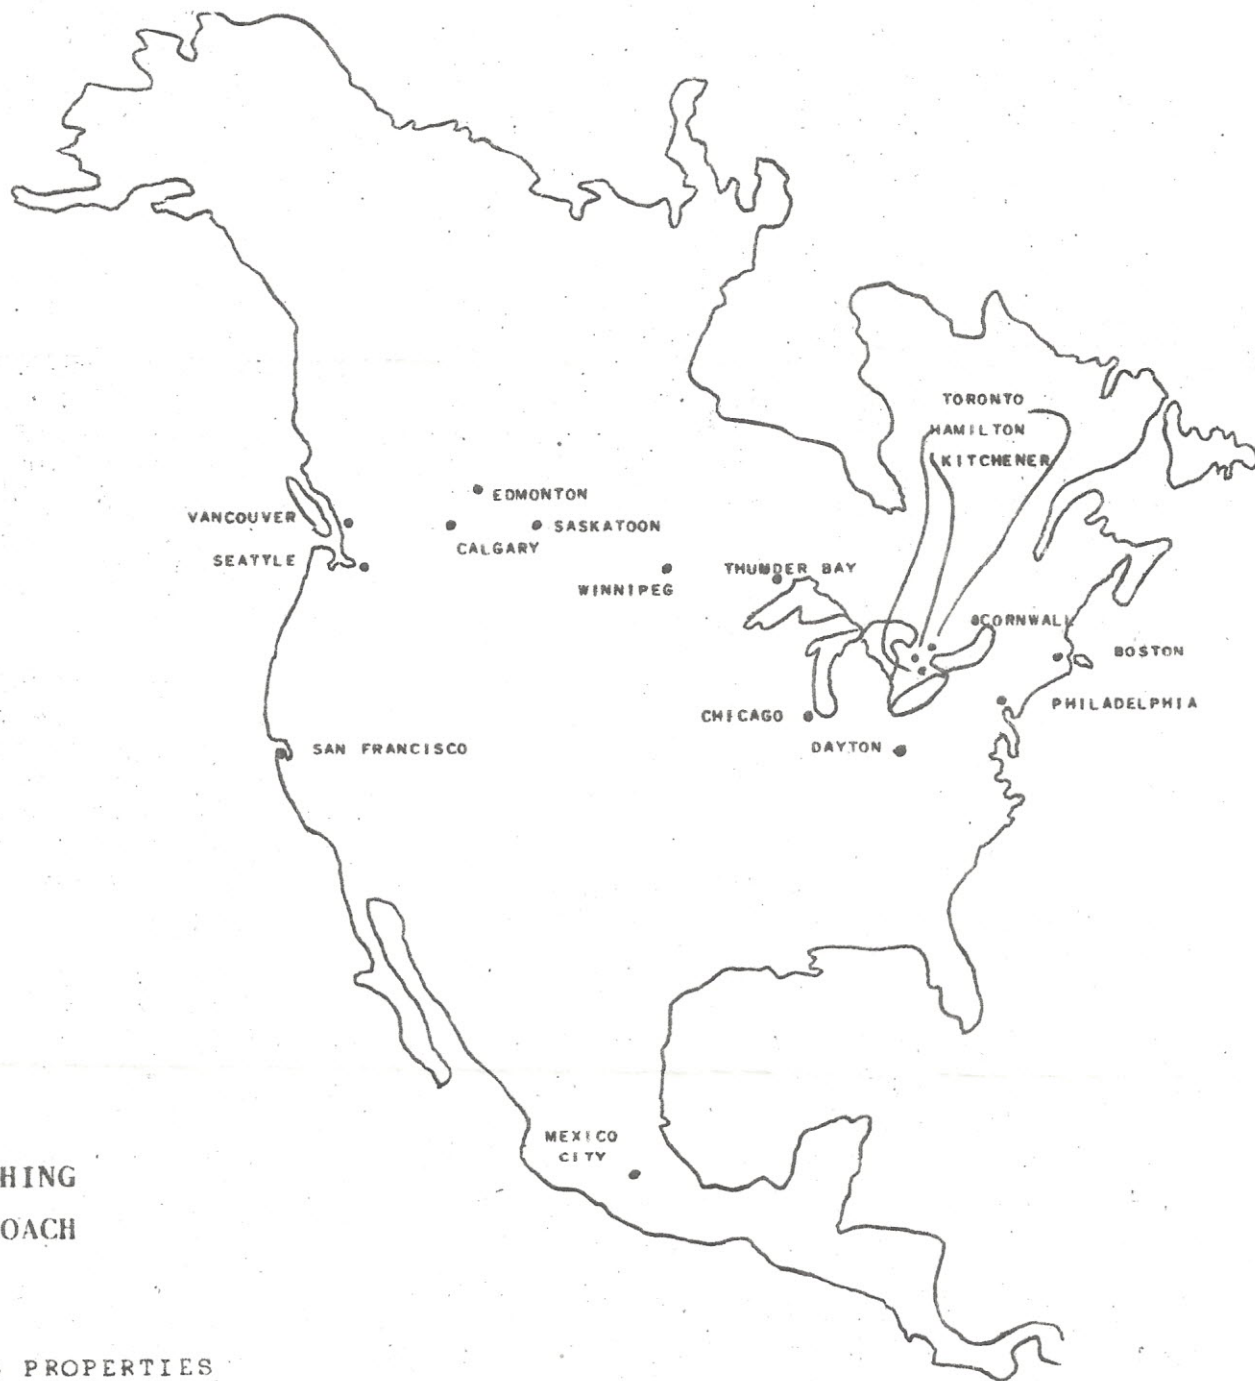 TORONTO
HAMILTON
KITCHENER
EDMONTON
VANCOUVER
SASKATOON
CALGARY
SEATTLE
THUNDER BAY
WINNIPEG
CORNWALL
BOSTON
PHILADELPHIA
CHICAGO
DAYTON
SAN FRANCISCO
MEXICO
CITY
HING
OACH
PROPERTIES